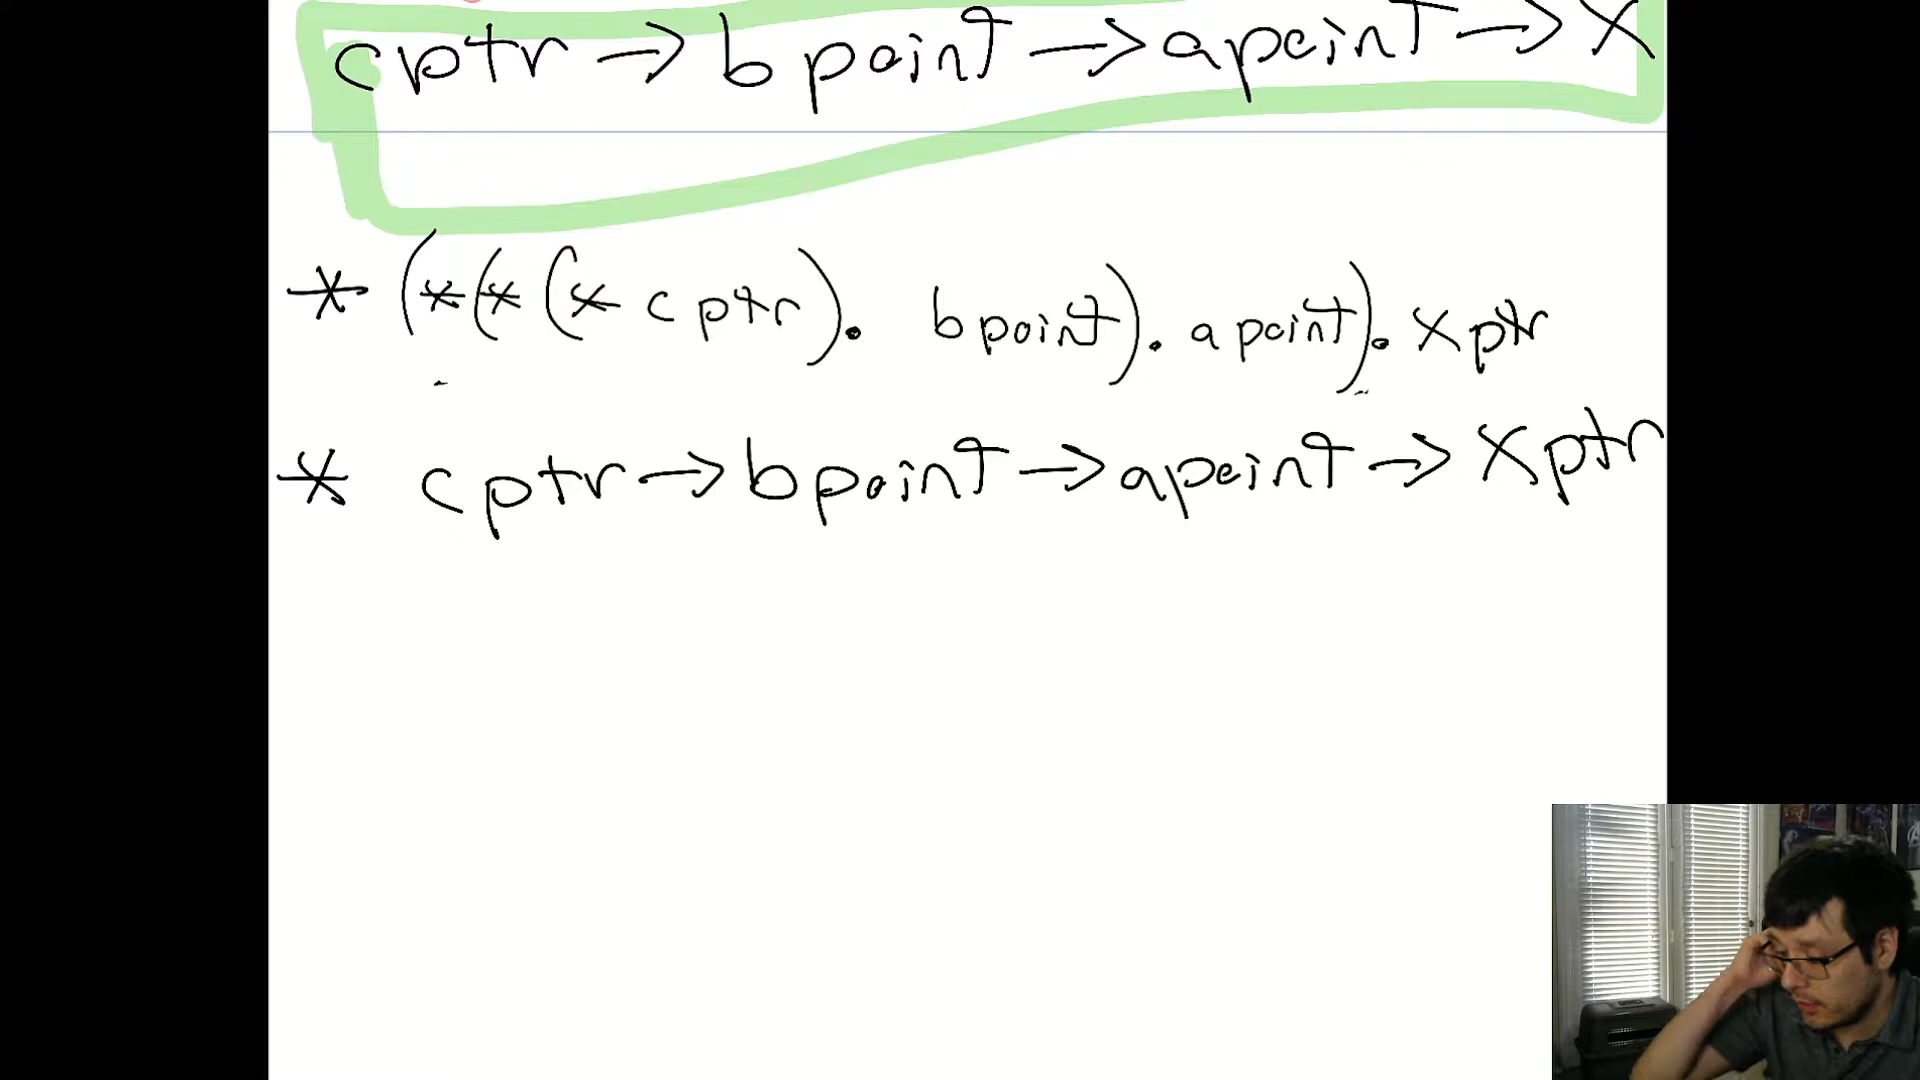 cptr → bpoint → apoint → x
* (*(*(* cptr). bpoint). apoint). xptr
* cptr → bpoint → apoint → xptr